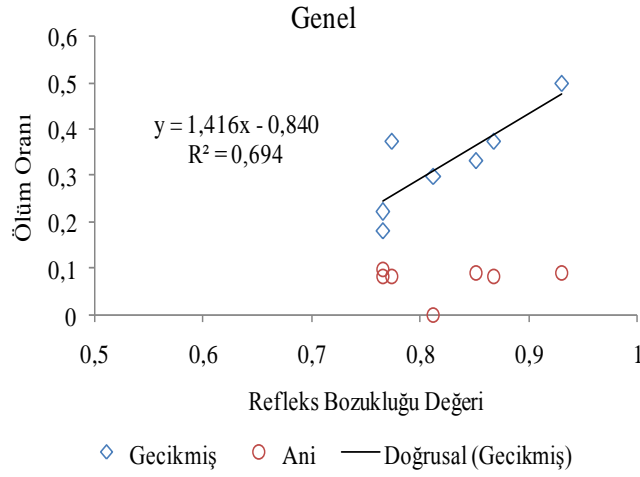 Genel
0,6
0,5
0,4
0,3
0,2
0,1
0
Ölüm Oranı
y = 1,416x - 0,840
R² = 0,694
0,5 0,6 0,7 0,8 0,9 1
Refleks Bozukluğu Değeri
Gecikmiş Ani Doğrusal (Gecikmiş)